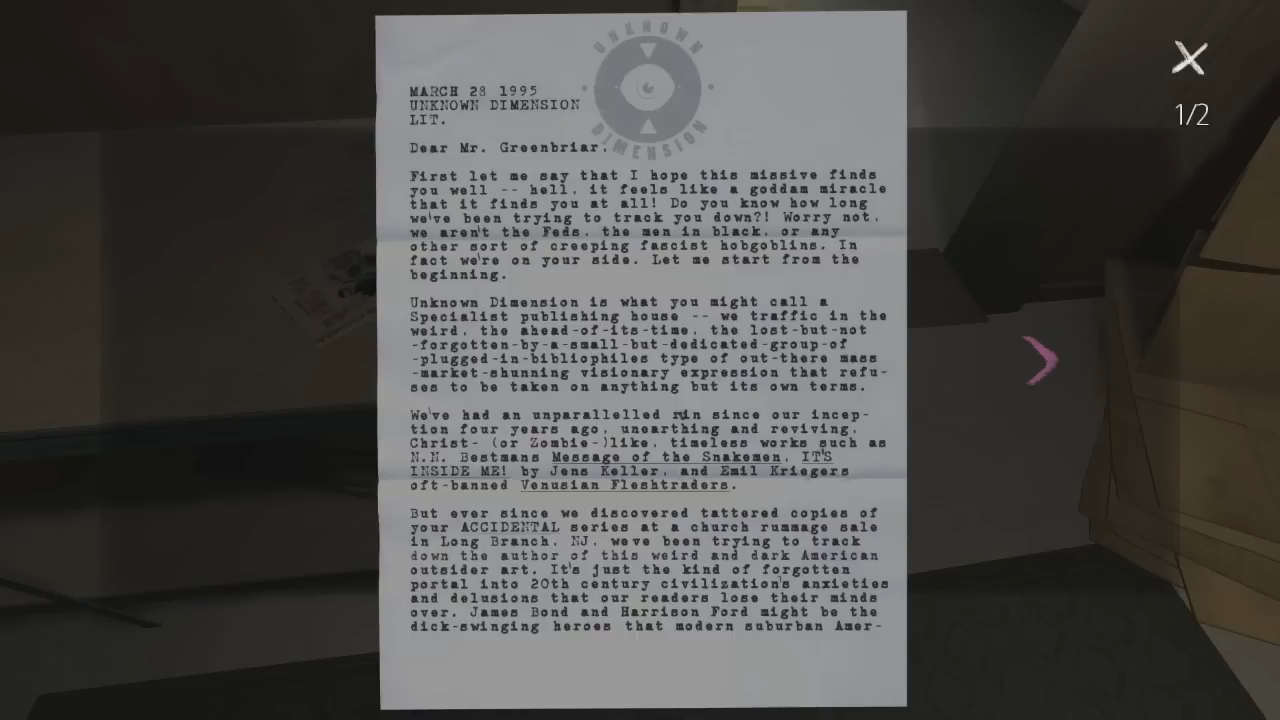 UNKNOWN
DIMENSION
MARCH 28 1995
UNKNOWN DIMENSION
LIT.
Dear Mr. Greenbriar,
First let me say that I hope this missive finds
you well -- hell, it feels like a goddam miracle
that it finds you at all! Do you know how long
we've been trying to track you down?! Worry not,
we aren't the Feds, the men in black, or any
other sort of creeping fascist hobgoblins. In
fact we're on your side. Let me start from the
beginning.
Unknown Dimension is what you might call a
Specialist publishing house -- we traffic in the
weird, the ahead-of-its-time, the lost-but-not
-forgotten-by-a-small-but-dedicated-group-of
-plugged-in-bibliophiles type of out-there mass
-market-shunning visionary expression that refu-
ses to be taken on anything but its own terms.
We've had an unparallelled run since our incep-
tion four years ago, unearthing and reviving,
Christ- (or Zombie-)like, timeless works such as
N.N. Bestmans Message of the Snakemen, IT'S
INSIDE ME! by Jens Keller, and Emil Kriegers
oft-banned Venusian Fleshtraders.
But ever since we discovered tattered copies of
your ACCIDENTAL series at a church rummage sale
in Long Branch, NJ, we've been trying to track
down the author of this weird and dark American
outsider art. It's just the kind of forgotten
portal into 20th century civilization's anxieties
and delusions that our readers lose their minds
over. James Bond and Harrison Ford might be the
dick-swinging heroes that modern suburban Amer-
1/2